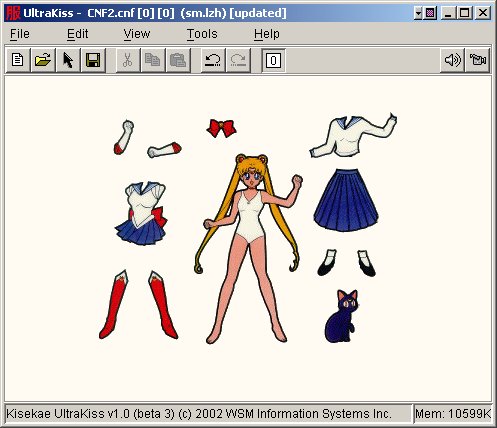 服 UltraKiss - CNF2.cnf [0] [0] (sm.lzh) [updated]
File Edit View Tools Help
0
Kisekae UltraKiss v1.0 (beta 3) (c) 2002 WSM Information Systems Inc. Mem: 10599K